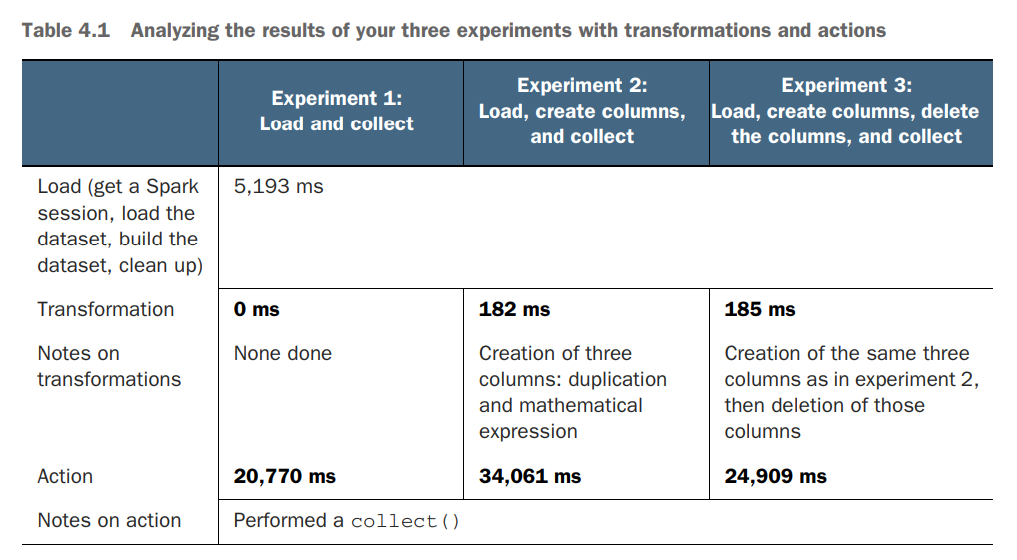 Table 4.1 Analyzing the results of your three experiments with transformations and actions
Experiment 1:
Load and collect
Experiment 2:
Load, create columns,
and collect
Experiment 3:
Load, create columns, delete
the columns, and collect
Load (get a Spark
session, load the
dataset, build the
dataset, clean up)
5,193 ms
Transformation
0 ms
182 ms
185 ms
Notes on
transformations
None done
Creation of three
columns: duplication
and mathematical
expression
Creation of the same three
columns as in experiment 2,
then deletion of those
columns
Action
20,770 ms
34,061 ms
24,909 ms
Notes on action
Performed a collect()